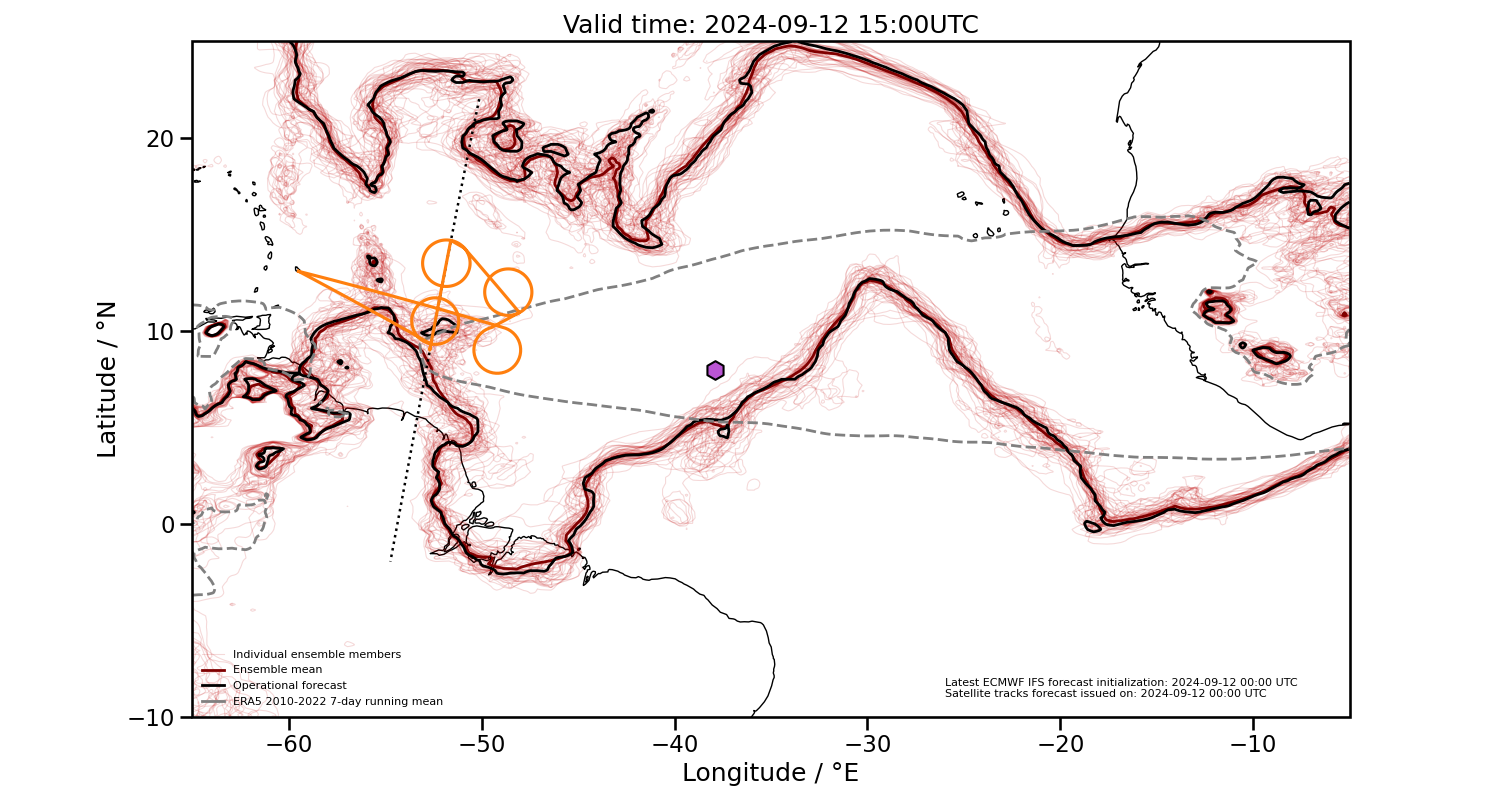 Valid time: 2024-09-12 15:00UTC
Latitude / °N
20
10
0
−10
Individual ensemble members
Ensemble mean
Operational forecast
ERA5 2010-2022 7-day running mean
Latest ECMWF IFS forecast initialization: 2024-09-12 00:00 UTC
Satellite tracks forecast issued on: 2024-09-12 00:00 UTC
−60 −50 −40 −30 −20 −10
Longitude / °E